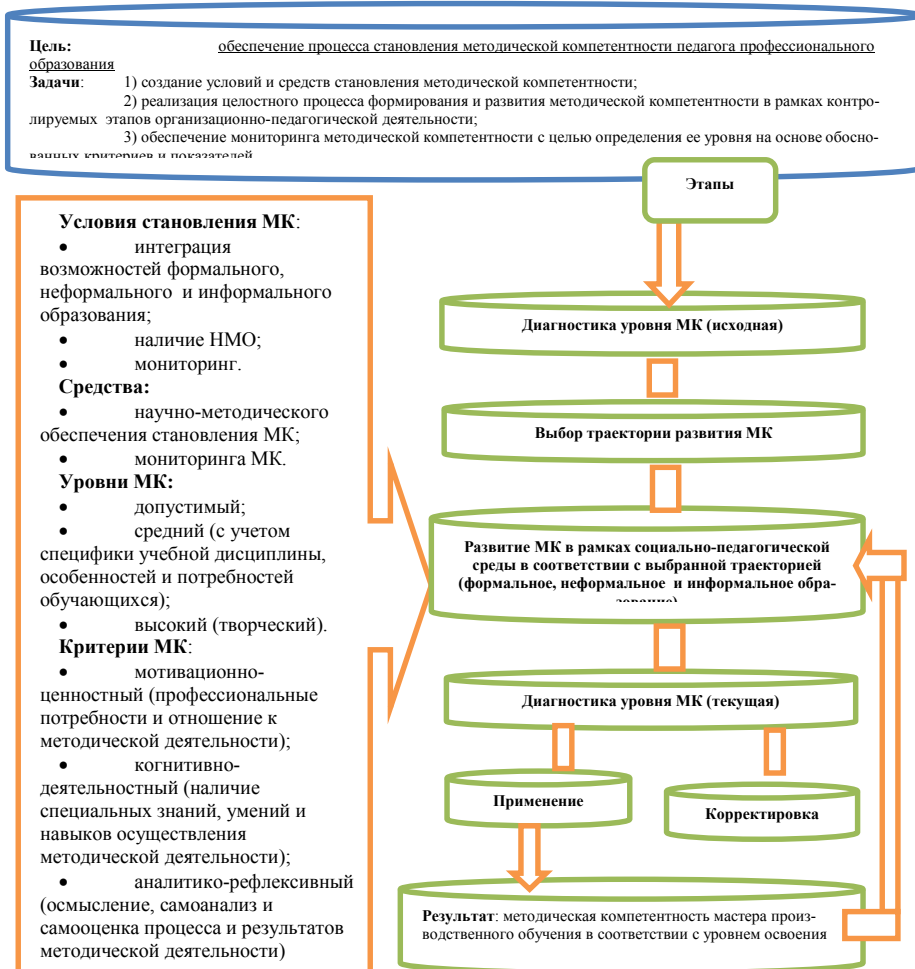 Цель: обеспечение процесса становления методической компетентности педагога профессионального
образования
Задачи: 1) создание условий и средств становления методической компетентности;
2) реализация целостного процесса формирования и развития методической компетентности в рамках контро-
лируемых этапов организационно-педагогической деятельности;
3) обеспечение мониторинга методической компетентности с целью определения ее уровня на основе обосно-
ванных критериев и показателей
Этапы
Условия становления МК:
• интеграция
возможностей формального,
неформального и информального
образования;
• наличие НМО;
• мониторинг.
Средства:
• научно-методического
обеспечения становления МК;
• мониторинга МК.
Уровни МК:
• допустимый;
• средний (с учетом
специфики учебной дисциплины,
особенностей и потребностей
обучающихся);
• высокий (творческий).
Критерии МК:
• мотивационно-
ценностный (профессиональные
потребности и отношение к
методической деятельности);
• когнитивно-
деятельностный (наличие
специальных знаний, умений и
навыков осуществления
методической деятельности);
• аналитико-рефлексивный
(осмысление, самоанализ и
самооценка процесса и результатов
методической деятельности)
Диагностика уровня МК (исходная)
Выбор траектории развития МК
Развитие МК в рамках социально-педагогической
среды в соответствии с выбранной траекторией
(формальное, неформальное и информальное обра-
зование)
Диагностика уровня МК (текущая)
Применение
Корректировка
Результат: методическая компетентность мастера произ-
водственного обучения в соответствии с уровнем освоения